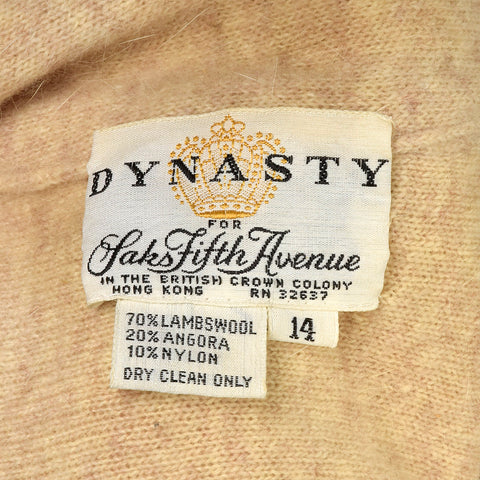 DYNASTY
FOR
Saks Fifth Avenue
IN THE BRITISH CROWN COLONY
HONG KONG RN 32637
70% LAMBSWOOL
20% ANGORA
10% NYLON
DRY CLEAN ONLY
14